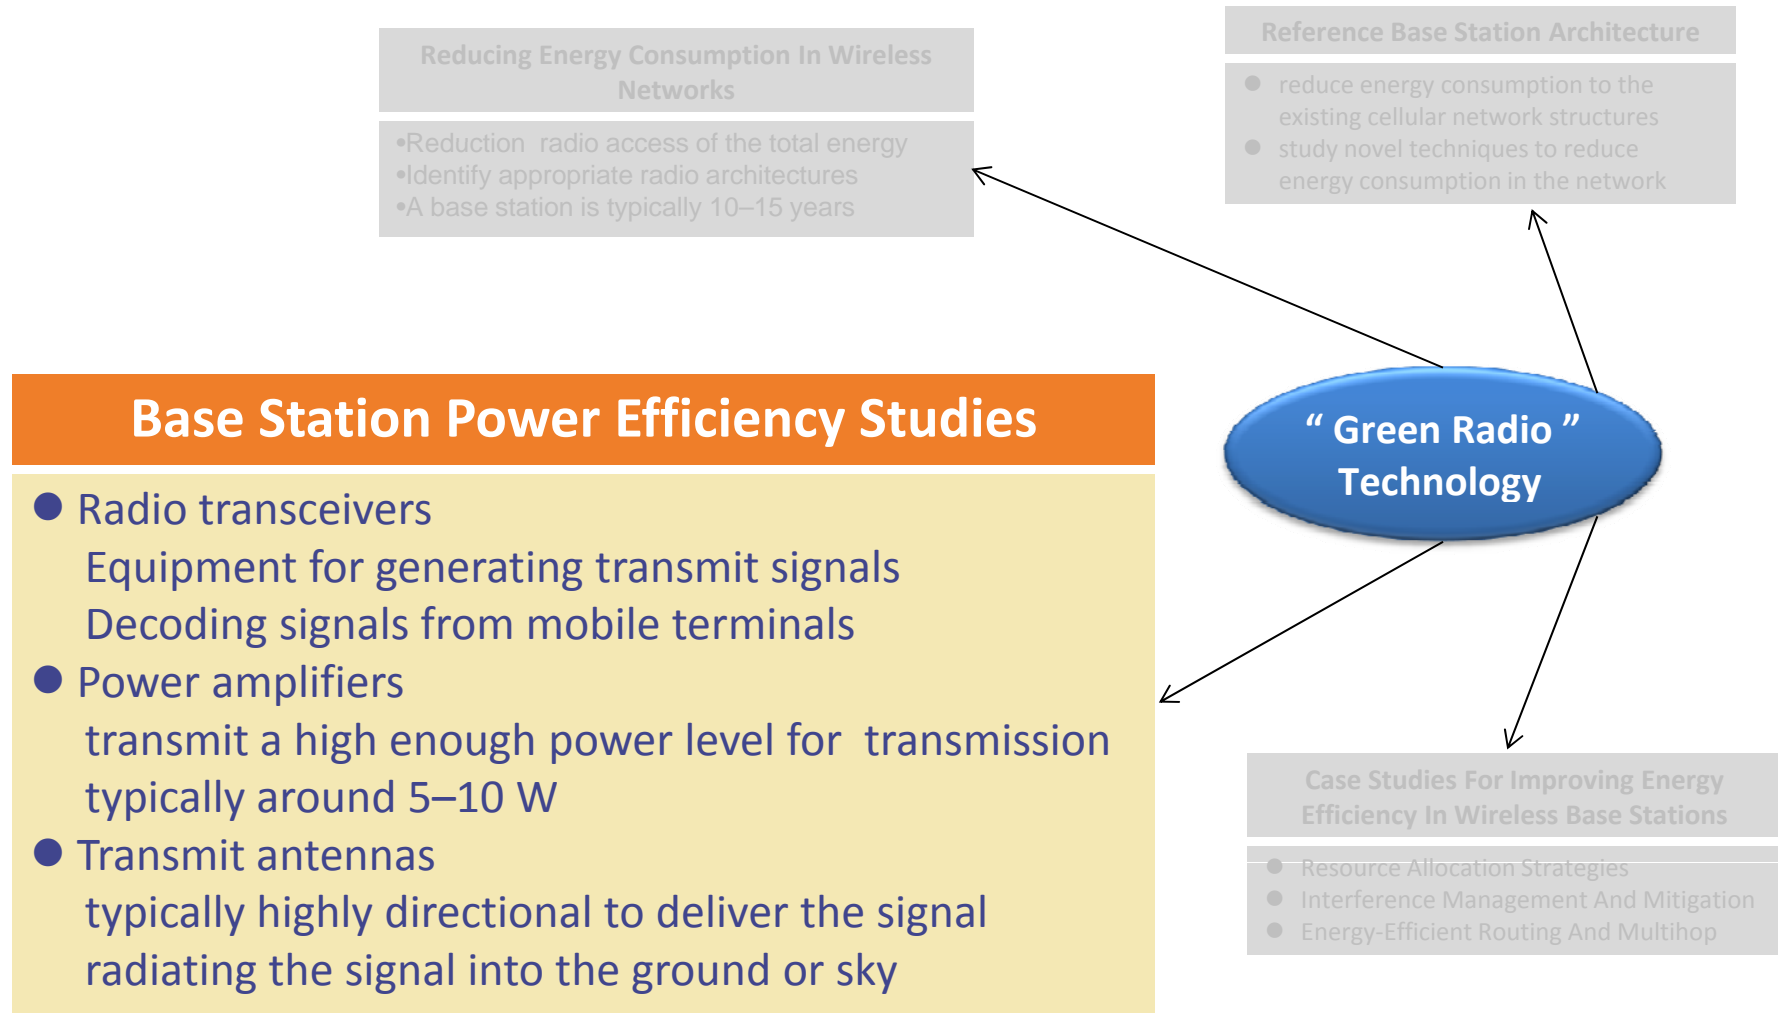 Reducing Energy Consumption In Wireless
Networks
•Reduction  radio access of the total energy
•Identify appropriate radio architectures
•A base station is typically 10–15 years
Reference Base Station Architecture
● reduce energy consumption to the
existing cellular network structures
● study novel techniques to reduce
energy consumption in the network
Base Station Power Efficiency Studies
● Radio transceivers
Equipment for generating transmit signals
Decoding signals from mobile terminals
● Power amplifiers
transmit a high enough power level for  transmission
typically around 5–10 W
● Transmit antennas
typically highly directional to deliver the signal
radiating the signal into the ground or sky
“ Green Radio ”
Technology
Case Studies For Improving Energy
Efficiency In Wireless Base Stations
● Resource Allocation Strategies
● Interference Management And Mitigation
● Energy-Efficient Routing And Multihop